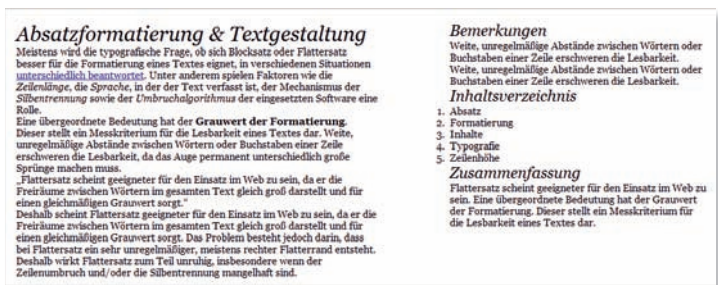 Absatzformatierung & Textgestaltung
Meistens wird die typografische Frage, ob sich Blocksatz oder Flattersatz
besser für die Formatierung eines Textes eignet, in verschiedenen Situationen
unterschiedlich beantwortet. Unter anderem spielen Faktoren wie die
Zeilenlänge, die Sprache, in der der Text verfasst ist, der Mechanismus der
Silbentrennung sowie der Umbruchalgorithmus der eingesetzten Software eine
Rolle.
Eine übergeordnete Bedeutung hat der Grauwert der Formatierung.
Dieser stellt ein Messkriterium für die Lesbarkeit eines Textes dar. Weite,
unregelmäßige Abstände zwischen Wörtern oder Buchstaben einer Zeile
erschweren die Lesbarkeit, da das Auge permanent unterschiedlich große
Sprünge machen muss.
„Flattersatz scheint geeigneter für den Einsatz im Web zu sein, da er die
Freiräume zwischen Wörtern im gesamten Text gleich groß darstellt und für
einen gleichmäßigen Grauwert sorgt."
Deshalb scheint Flattersatz geeigneter für den Einsatz im Web zu sein, da er die
Freiräume zwischen Wörtern im gesamten Text gleich groß darstellt und für
einen gleichmäßigen Grauwert sorgt. Das Problem besteht jedoch darin, dass
bei Flattersatz ein sehr unregelmäßiger, meistens rechter Flatterrand entsteht.
Deshalb wirkt Flattersatz zum Teil unruhig, insbesondere wenn der
Zeilenumbruch und/oder die Silbentrennung mangelhaft sind.
Bemerkungen
Weite, unregelmäßige Abstände zwischen Wörtern oder
Buchstaben einer Zeile erschweren die Lesbarkeit.
Weite, unregelmäßige Abstände zwischen Wörtern oder
Buchstaben einer Zeile erschweren die Lesbarkeit.
Inhaltsverzeichnis
1. Absatz
2. Formatierung
3. Inhalte
4. Typografie
5. Zeilenhöhe
Zusammenfassung
Flattersatz scheint geeigneter für den Einsatz im Web zu
sein. Eine übergeordnete Bedeutung hat der Grauwert
der Formatierung. Dieser stellt ein Messkriterium für
die Lesbarkeit eines Textes dar.